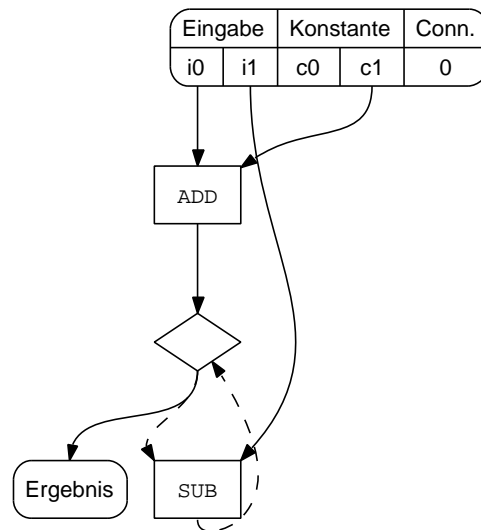 Eingabe Konstante Conn.
i0 i1 c0 c1 0
ADD
Ergebnis SUB